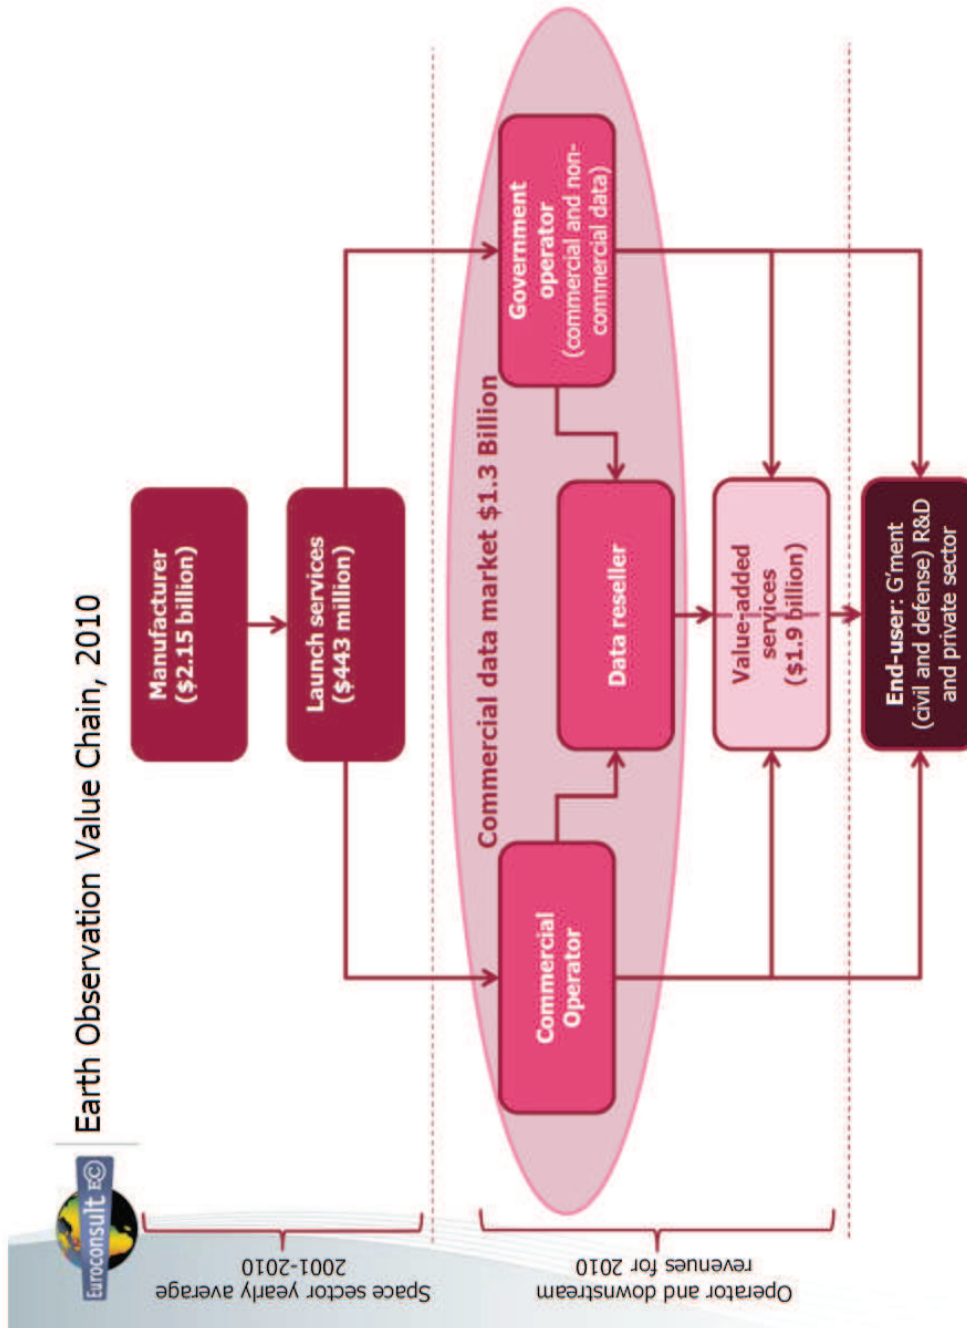 Euroconsult EC
Earth Observation Value Chain, 2010
Space sector yearly average
2001-2010
Manufacturer
($2.15 billion)
Launch services
($443 million)
Operator and downstream
revenues for 2010
Commercial data market $1.3 Billion
Commercial
Operator
Government
operator
(commercial and non-
commercial data)
Data reseller
Value-added
services
($1.9 billion)
End-user: G'ment
(civil and defense) R&D
and private sector